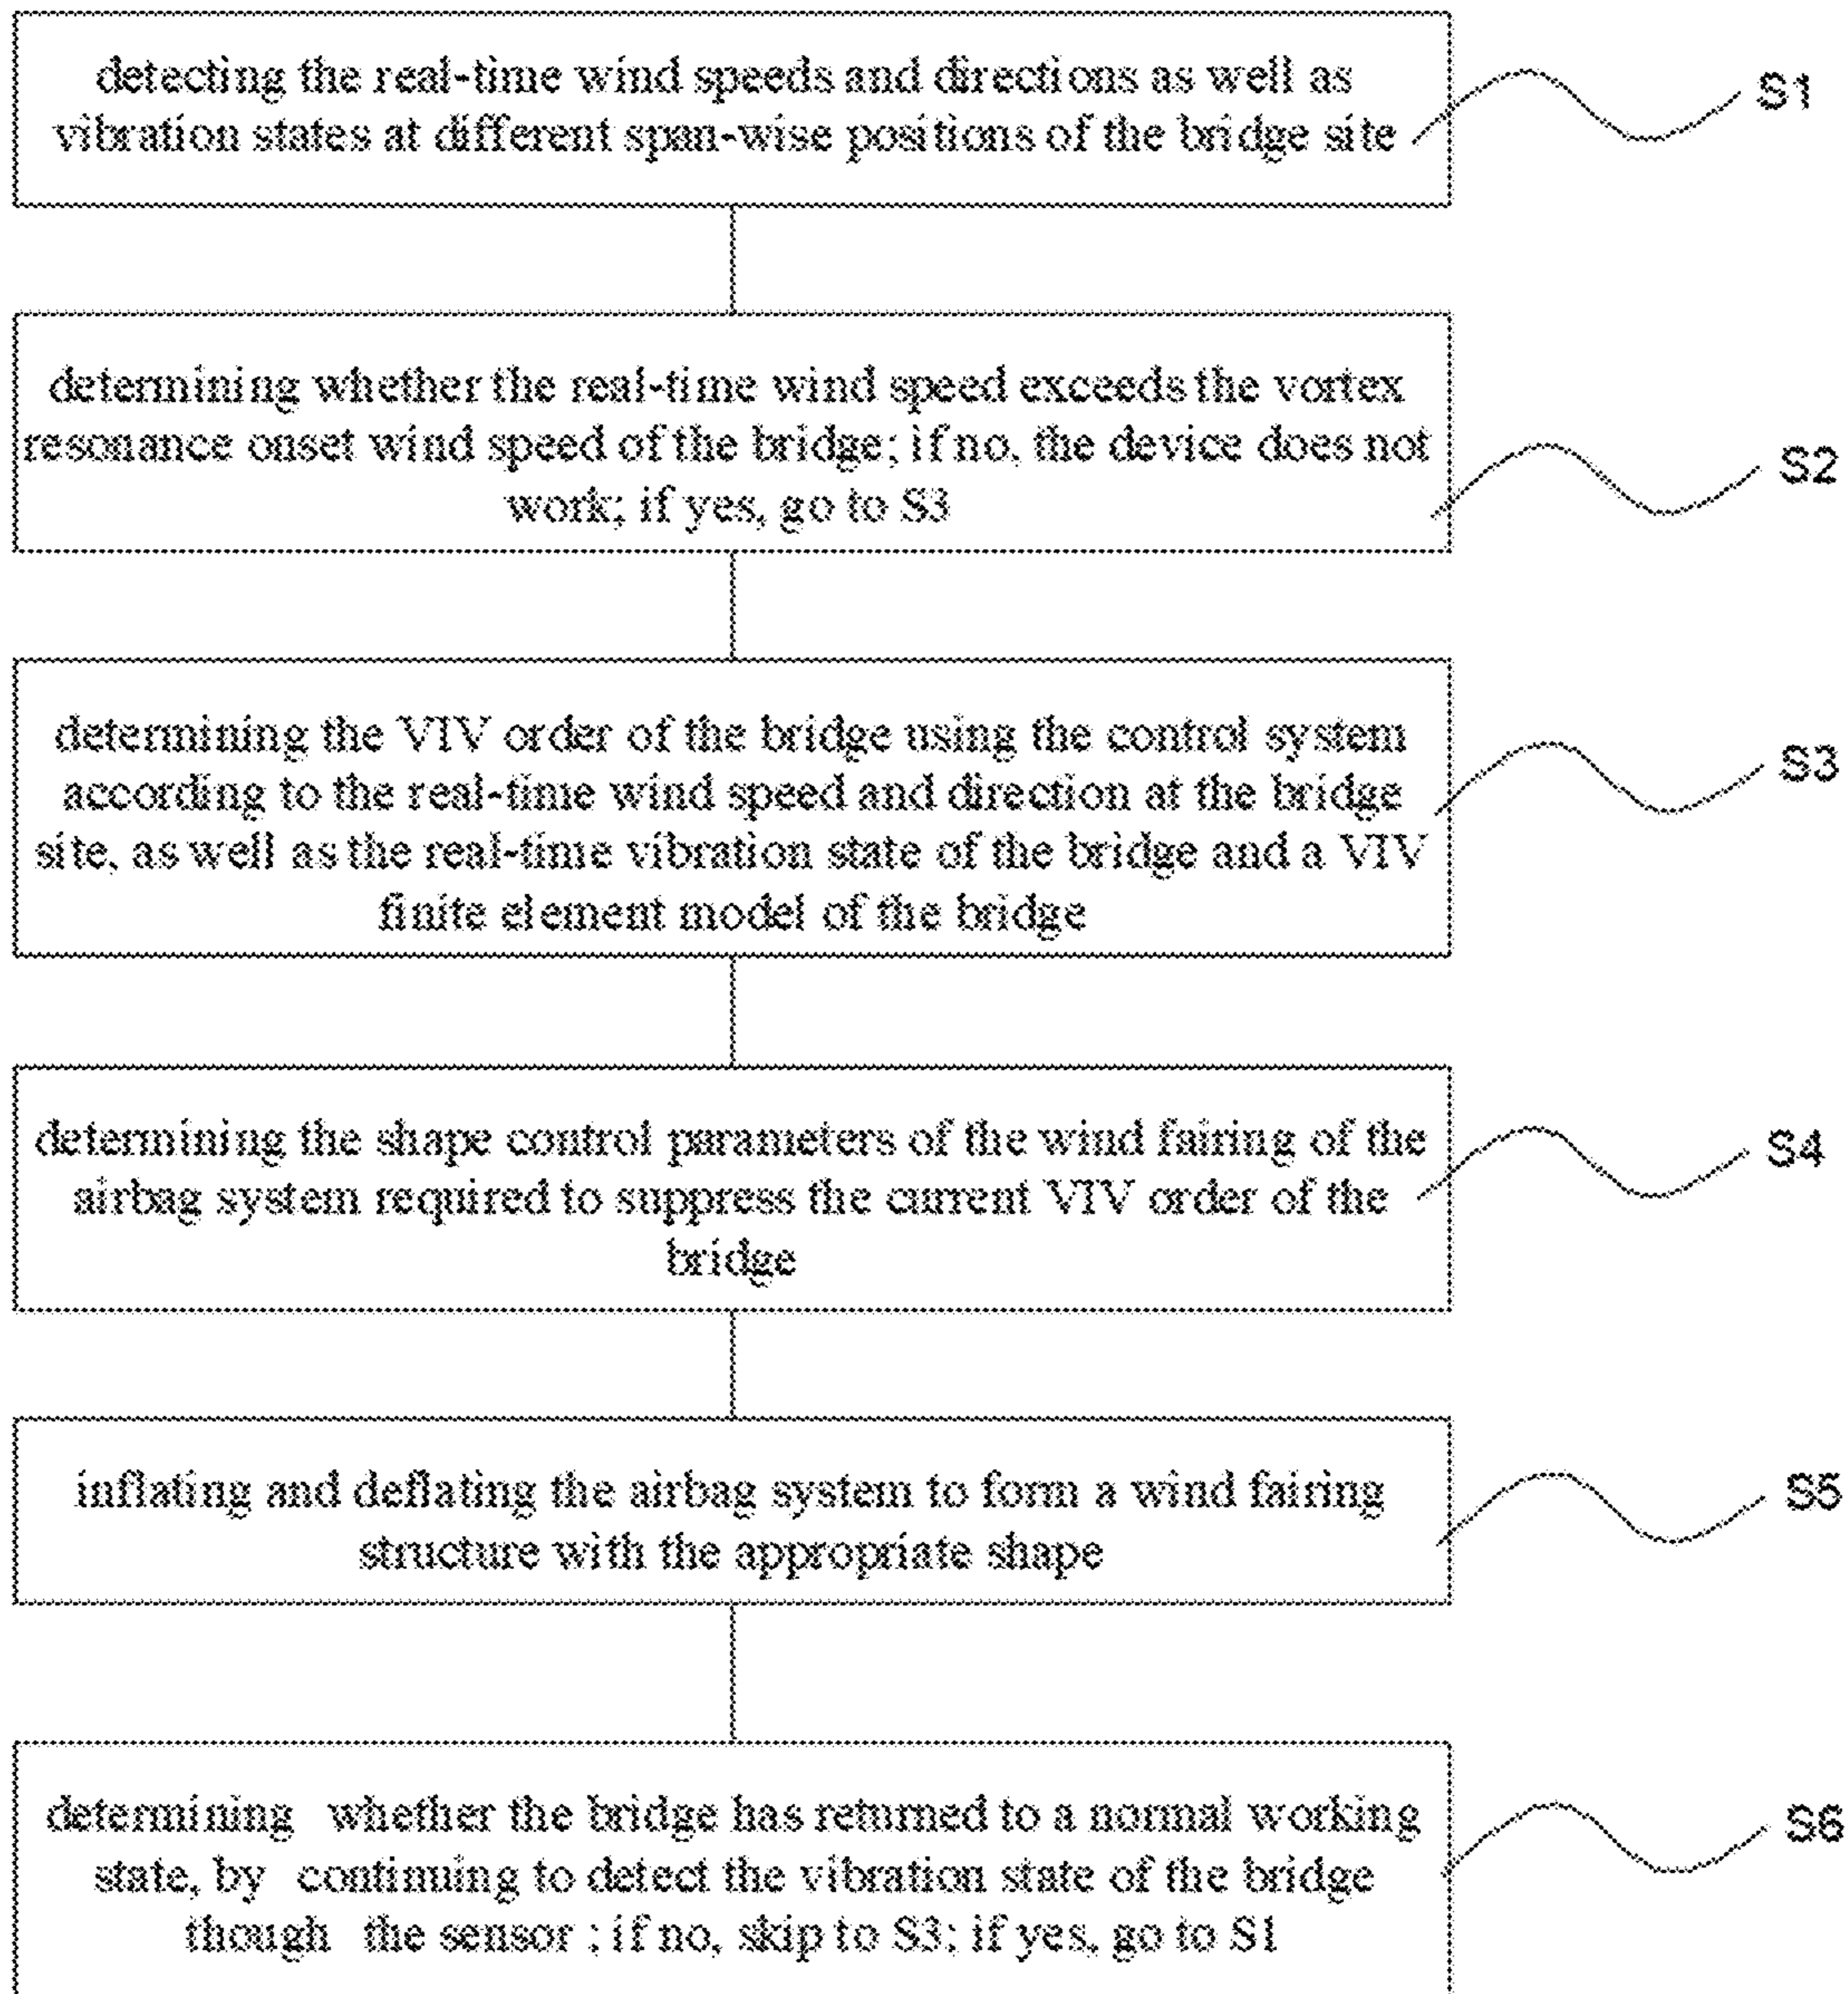 detecting the real-time wind speeds and directions as well as
vibration states at different span-wise positions of the bridge site
S1
determining whether the real-time wind speed exceeds the vortex
resonance onset wind speed of the bridge; if no, the device does not
work; if yes, go to S3
S2
determining the VIV order of the bridge using the control system
according to the real-time wind speed and direction at the bridge
site, as well as the real-time vibration state of the bridge and a VIV
finite element model of the bridge
S3
determining the shape control parameters of the wind fairing of the
airbag system required to suppress the current VIV order of the
bridge
S4
inflating and deflating the airbag system to form a wind fairing
structure with the appropriate shape
S5
determining whether the bridge has returned to a normal working
state, by continuing to detect the vibration state of the bridge
though the sensor ; if no, skip to S3; if yes, go to S1
S6